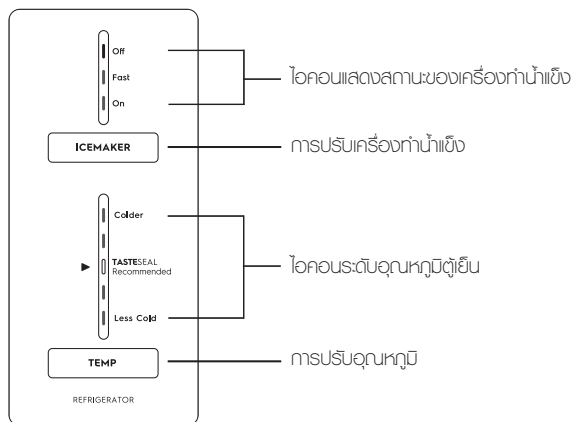 Off
Fast
On
ไอคอนแสดงสถานะของเครื่องทำน้ำแข็ง
ICEMAKER
การปรับเครื่องทำน้ำแข็ง
Colder
TASTESEAL
Recommended
ไอคอนระดับอุณหภูมิตู้เย็น
Less Cold
TEMP
การปรับอุณหภูมิ
REFRIGERATOR